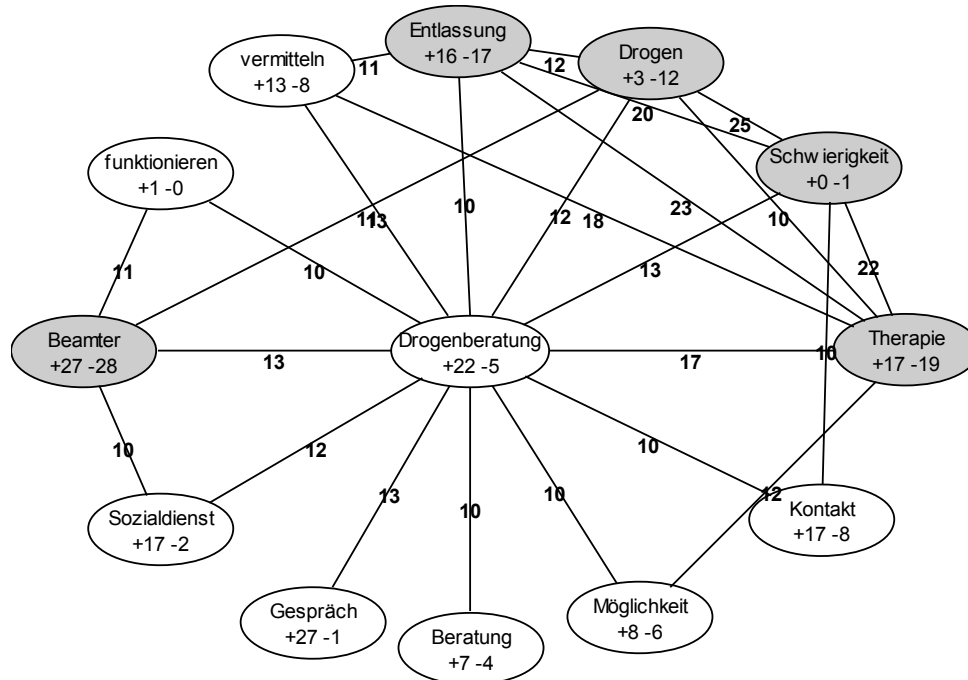 Entlassung
+16 -17
Drogen
+3 -12
vermitteln
+13 -8
11
12
20
25
Schwierigkeit
+0 -1
funktionieren
+1 -0
10
11
13
12
23
18
10
11
10
13
22
Beamter
+27 -28
13
Drogenberatung
+22 -5
17
10
Therapie
+17 -19
10
12
10
Sozialdienst
+17 -2
13
10
10
12
Kontakt
+17 -8
Gespräch
+27 -1
Beratung
+7 -4
Möglichkeit
+8 -6